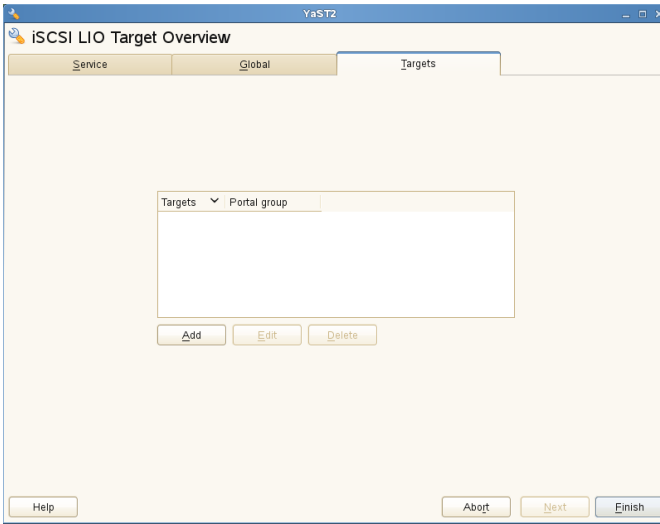 YaST2
iSCSI LIO Target Overview
Service Global Targets
Targets Portal group
Add Edit Delete
Help Abort Next Finish